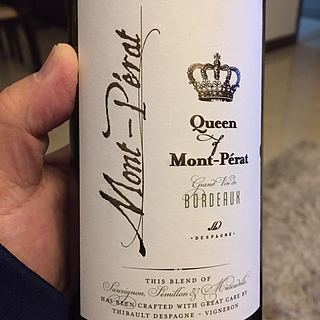 Mont-Pérat
Queen
of
Mont-Pérat
Grand Vin de
BORDEAUX
• DESPAGNE •
THIS BLEND OF
Sauvignon, Semillon & Muscadelle
HAS BEEN CRAFTED WITH GREAT CARE BY
THIBAULT DESPAGNE - VIGNERON